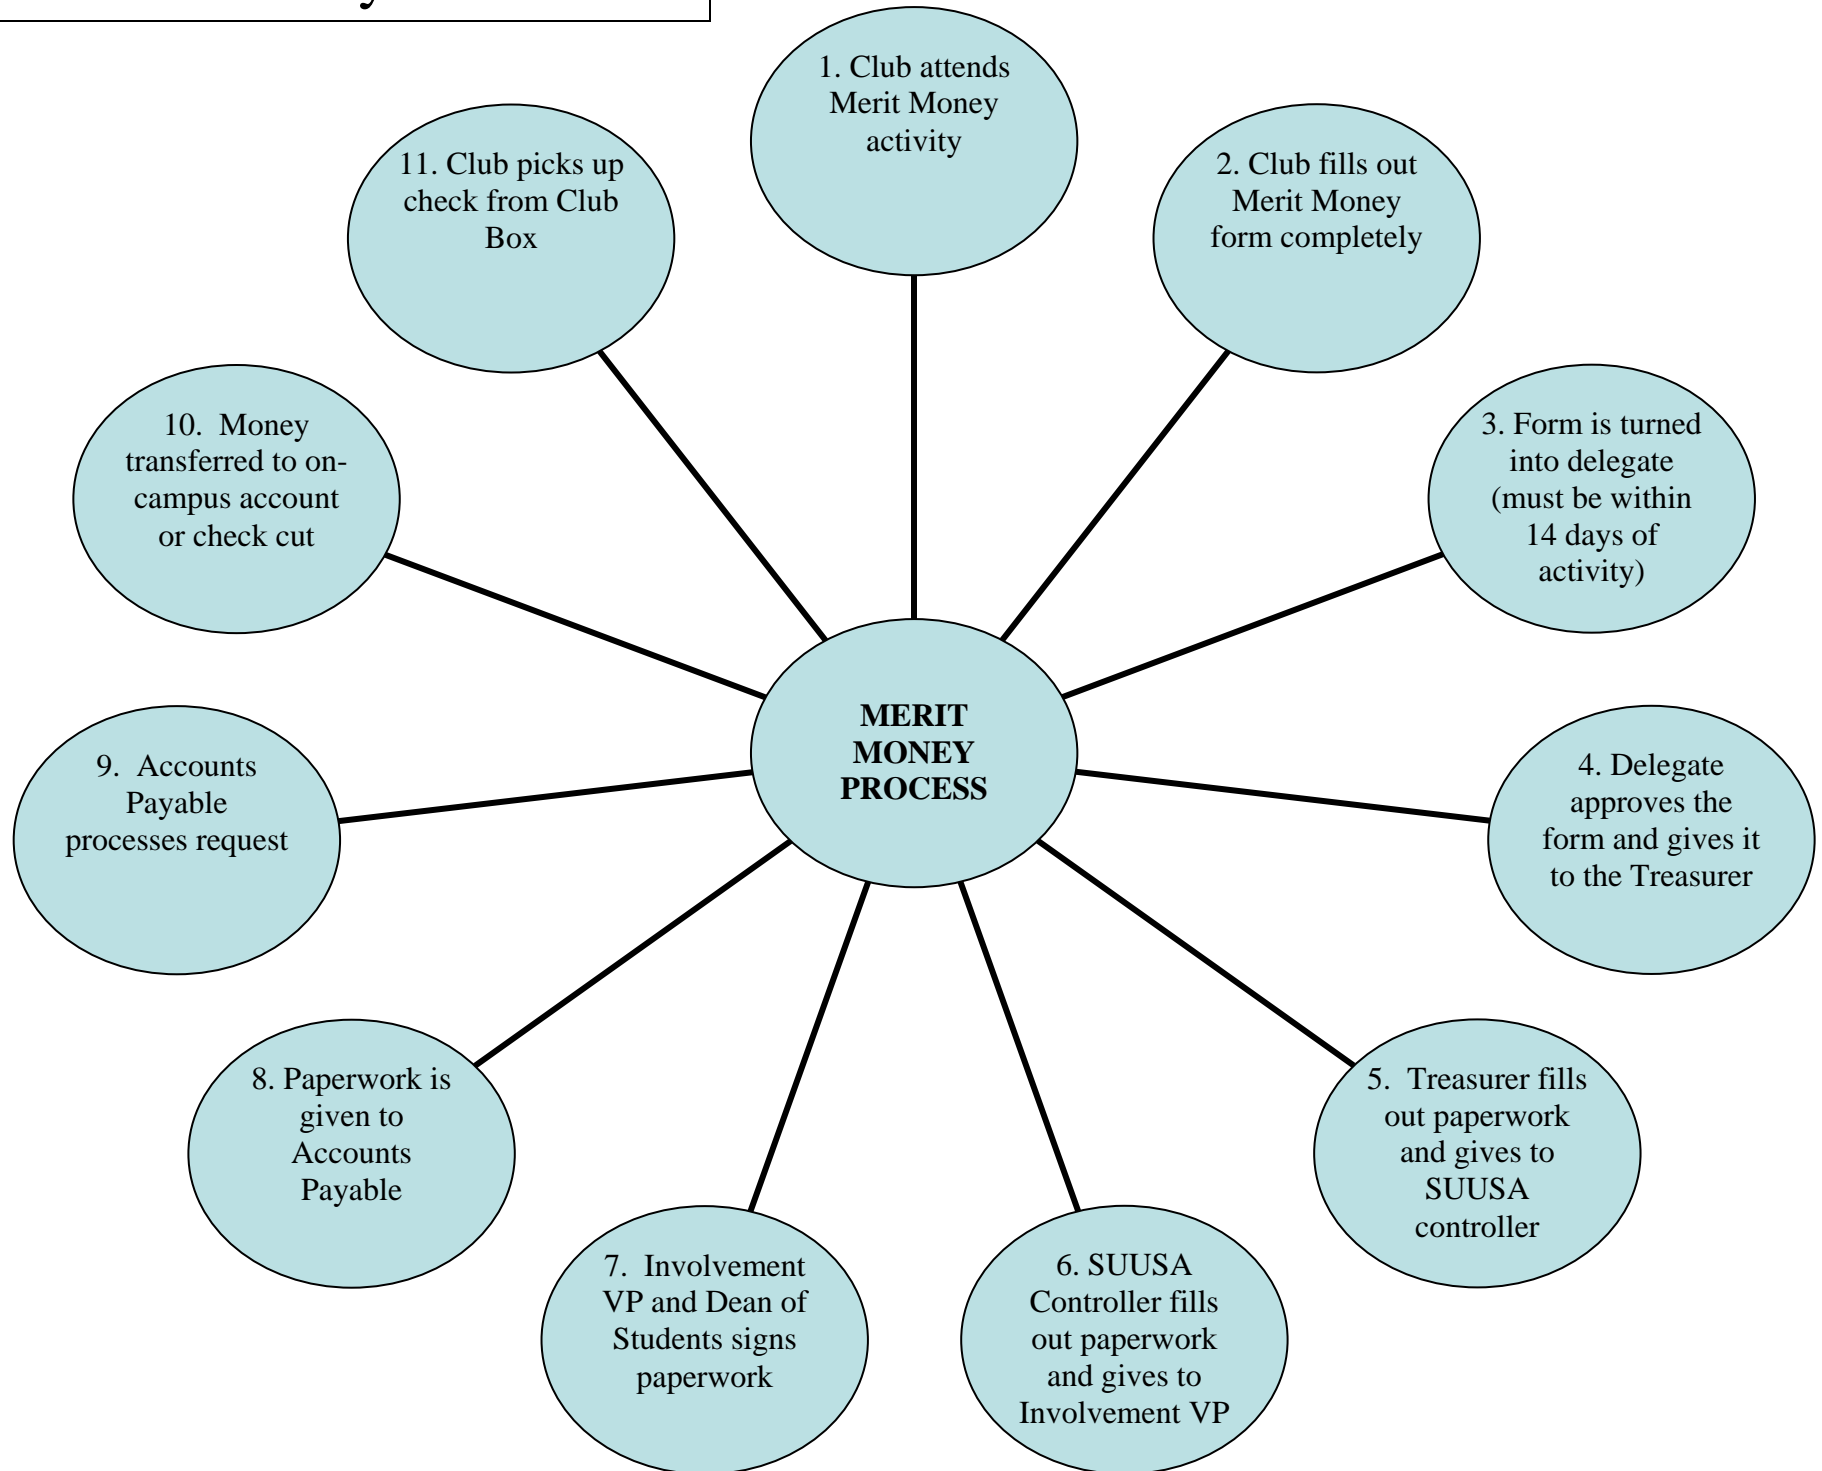 1. Club attends
Merit Money
activity
2. Club fills out
Merit Money
form completely
3. Form is turned
into delegate
(must be within
14 days of
activity)
4. Delegate
approves the
form and gives it
to the Treasurer
5.  Treasurer fills
out paperwork
and gives to
SUUSA
controller
6. SUUSA
Controller fills
out paperwork
and gives to
Involvement VP
7.  Involvement
VP and Dean of
Students signs
paperwork
8. Paperwork is
given to
Accounts
Payable
9.  Accounts
Payable
processes request
10.  Money
transferred to on-
campus account
or check cut
11. Club picks up
check from Club
Box
MERIT
MONEY
PROCESS